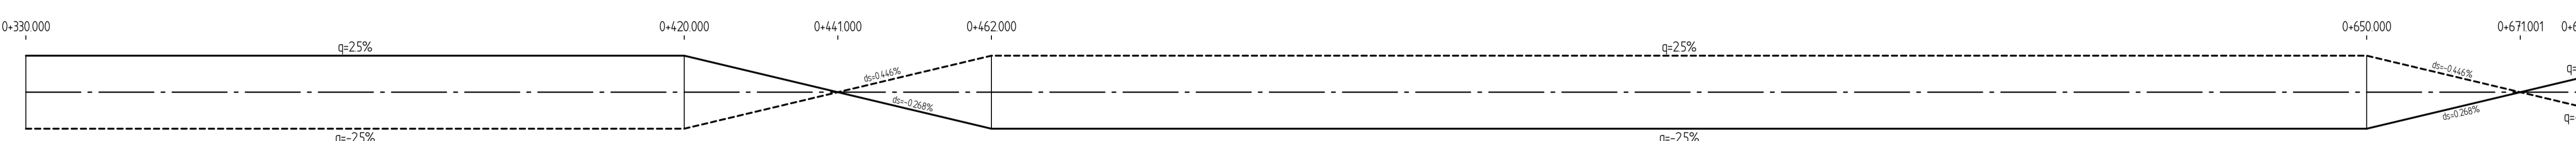 0+330.000 0+420.000 0+441.000 0+462.000 0+650.000 0+671.001 0+6
q=2.5% q=2.5%
ds=0.446% ds=-0.446% q=
ds=-0.268% ds=0.268% q=
q=-2.5% q=-2.5%